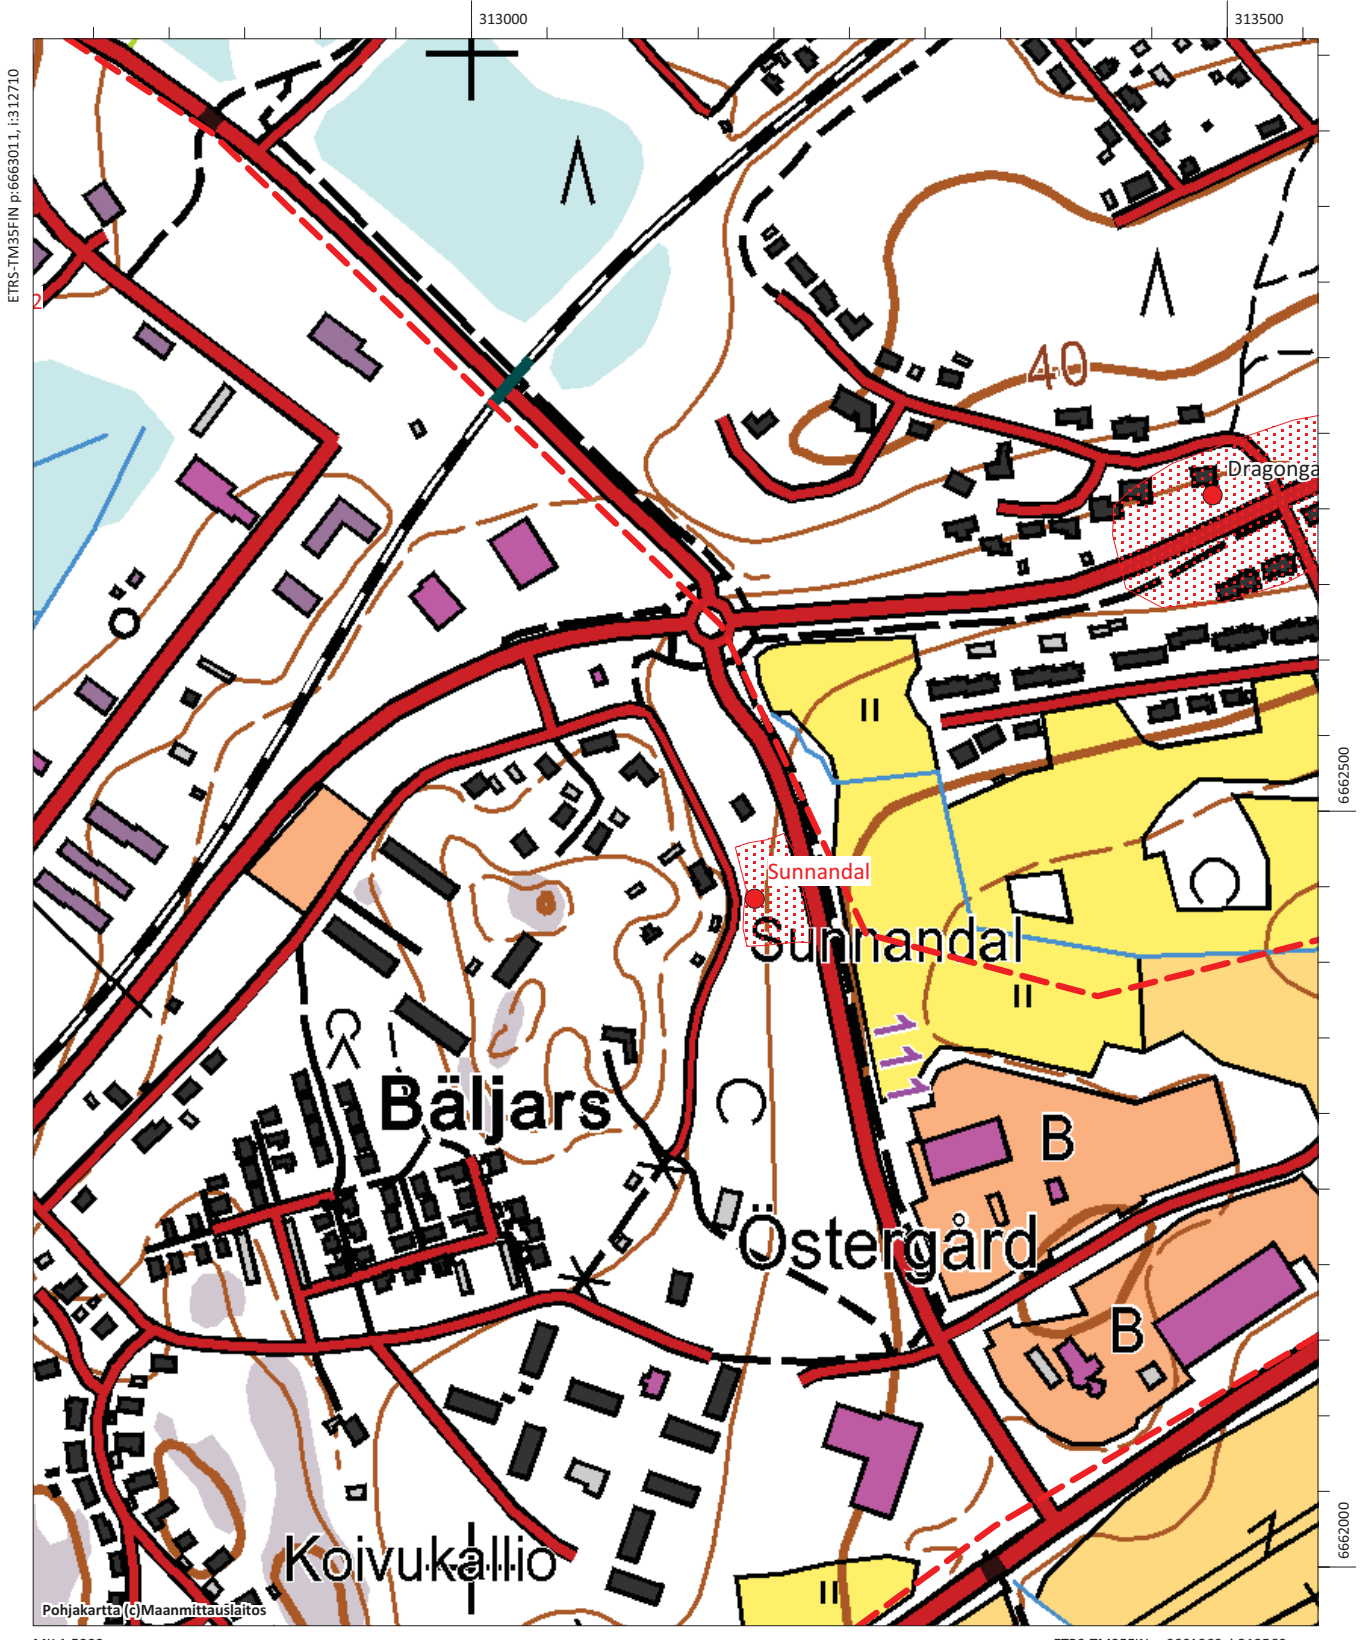 313000
313500
ETRS-TM35FIN p:6663011, i:312710
2
40
Dragonga
II
6662500
Sunnandal
Sunnandal
II
111
Bäljars
B
Östergård
B
6662000
Koivukallio
II
Pohjakartta (c)Maanmittauslaitos